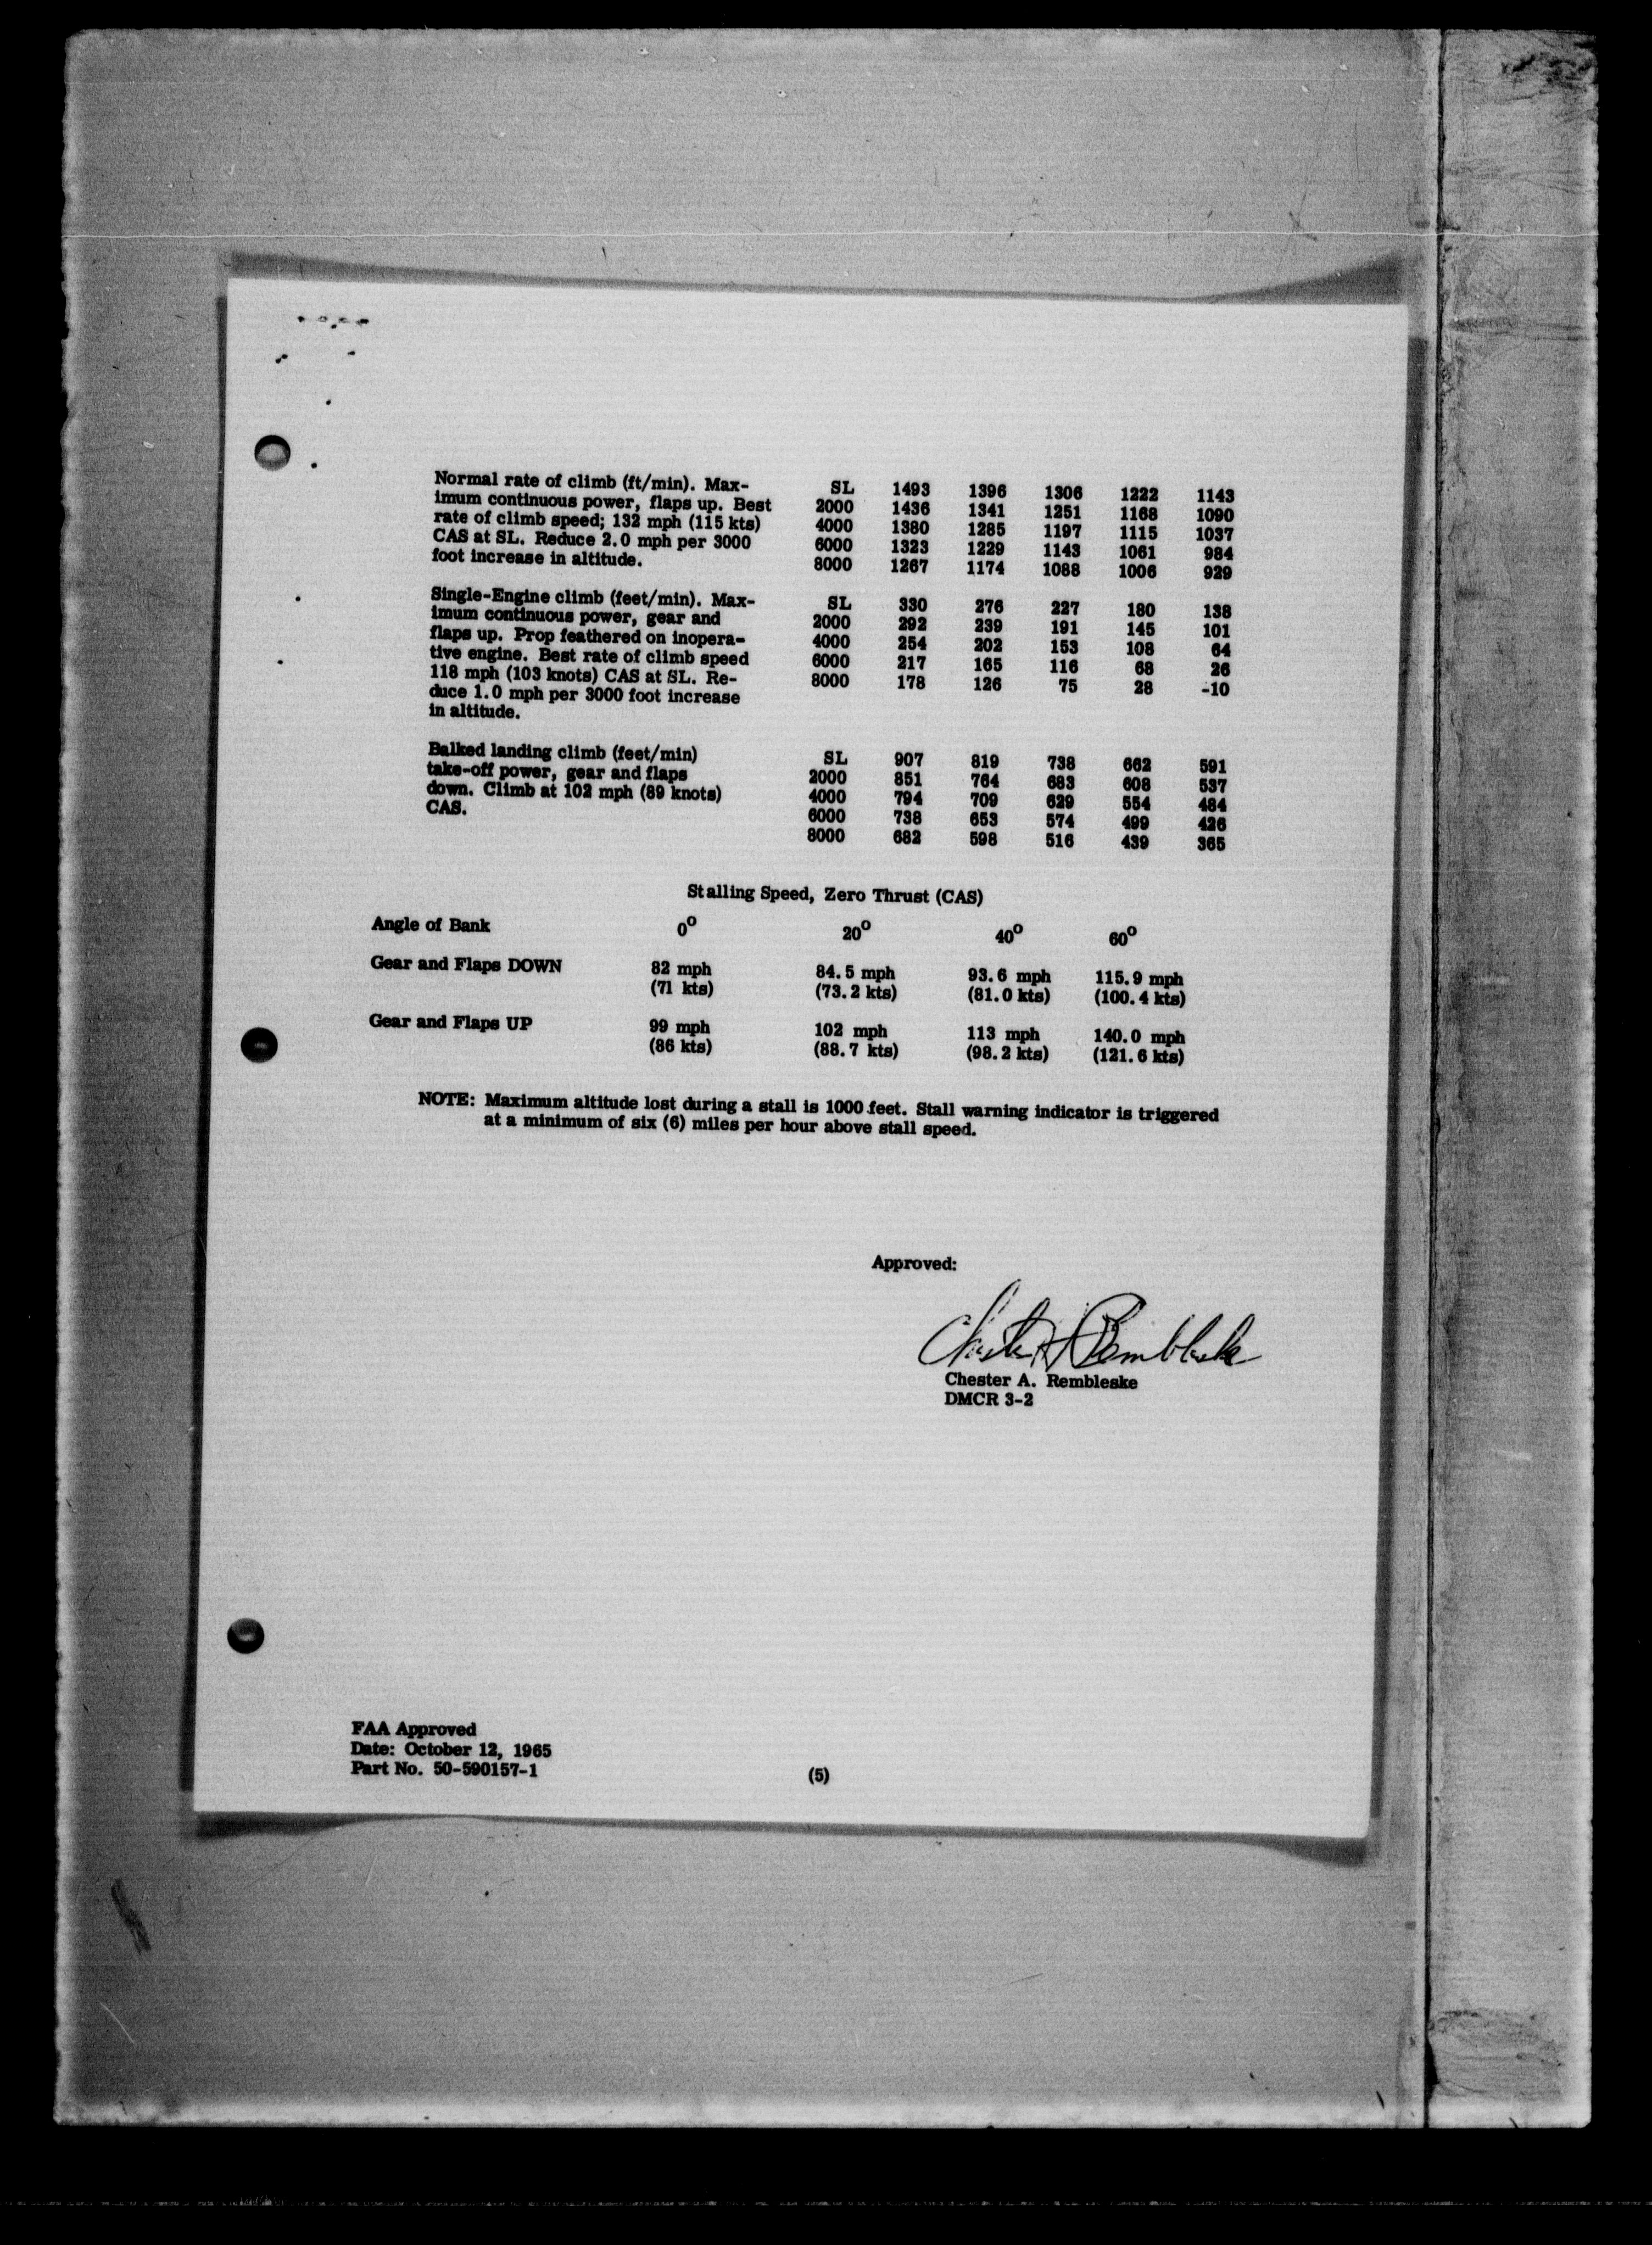 Normal rate of climb (ft/min). Max- SL 1493 1396 1306 1222 1143
imum continuous power, flaps up. Best 2000 1436 1341 1251 1168 1090
rate of climb speed; 132 mph (115 kts) 4000 1380 1285 1197 1115 1037
CAS at SL. Reduce 2.0 mph per 3000 6000 1323 1229 1143 1061 984
foot increase in altitude. 8000 1267 1174 1088 1006 929
Single-Engine climb (feet/min). Max- SL 330 276 227 180 138
imum continuous power, gear and 2000 292 239 191 145 101
flaps up. Prop feathered on inopera- 4000 254 202 153 108 64
tive engine. Best rate of climb speed 6000 217 165 116 68 26
118 mph (103 knots) CAS at SL. Re- 8000 178 126 75 28 -10
duce 1.0 mph per 3000 foot increase
in altitude.
Balked landing climb (feet/min) SL 907 819 738 662 591
take-off power, gear and flaps 2000 851 764 683 608 537
down. Climb at 102 mph (89 knots) 4000 794 709 629 554 484
CAS. 6000 738 653 574 499 426
8000 682 598 516 439 365
Stalling Speed, Zero Thrust (CAS)
Angle of Bank 0° 20° 40° 60°
Gear and Flaps DOWN 82 mph 84.5 mph 93.6 mph 115.9 mph
(71 kts) (73.2 kts) (81.0 kts) (100.4 kts)
Gear and Flaps UP 99 mph 102 mph 113 mph 140.0 mph
(86 kts) (88.7 kts) (98.2 kts) (121.6 kts)
NOTE: Maximum altitude lost during a stall is 1000 feet. Stall warning indicator is triggered
at a minimum of six (6) miles per hour above stall speed.
Approved:
Chester A. Rembleske
Chester A. Rembleske
DMCR 3-2
FAA Approved
Date: October 12, 1965
Part No. 50-590157-1
(5)